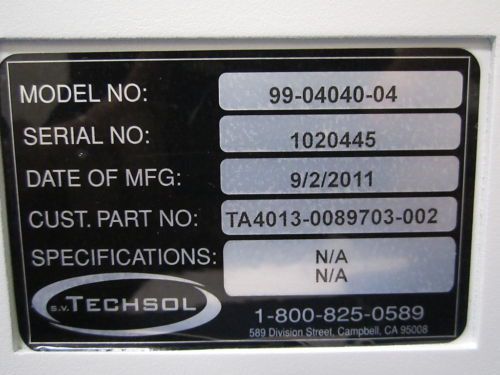 MODEL NO: 99-04040-04
SERIAL NO: 1020445
DATE OF MFG: 9/2/2011
CUST. PART NO: TA4013-0089703-002
SPECIFICATIONS: N/A
N/A
S.V. TECHSOL
1-800-825-0589
589 Division Street, Campbell, CA 95008